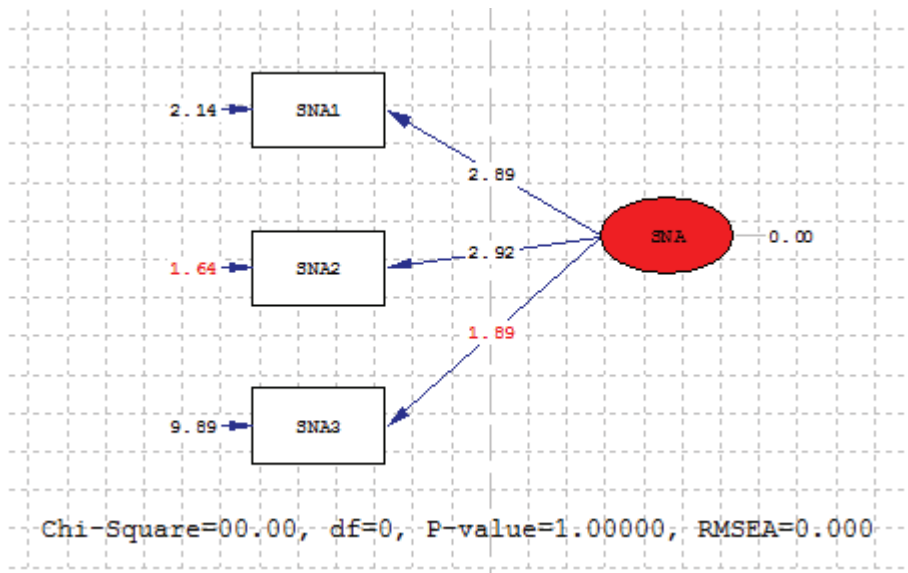 2.14
SNA1
2.89
SNA
0.00
2.92
1.64
SNA2
1.89
9.89
SNA3
Chi-Square=00.00, df=0, P-value=1.00000, RMSEA=0.000